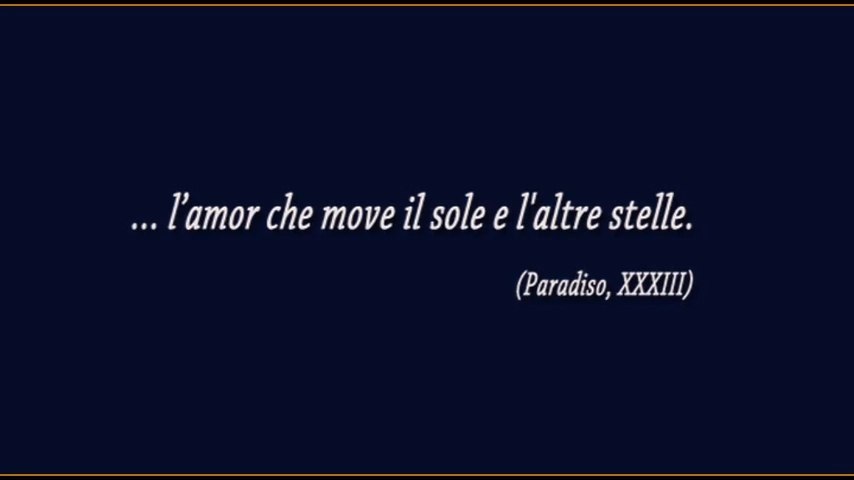 ... l’amor che move il sole e l'altre stelle.
(Paradiso, XXXIII)